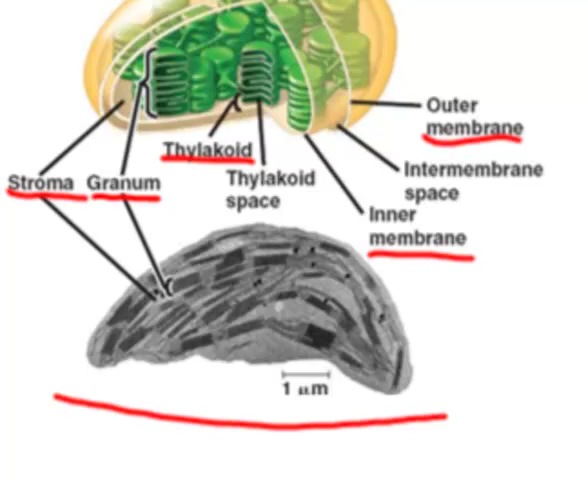 Outer
membrane
Thylakoid
Stroma Granum
Thylakoid
space
Intermembrane
space
Inner
membrane
1 µm